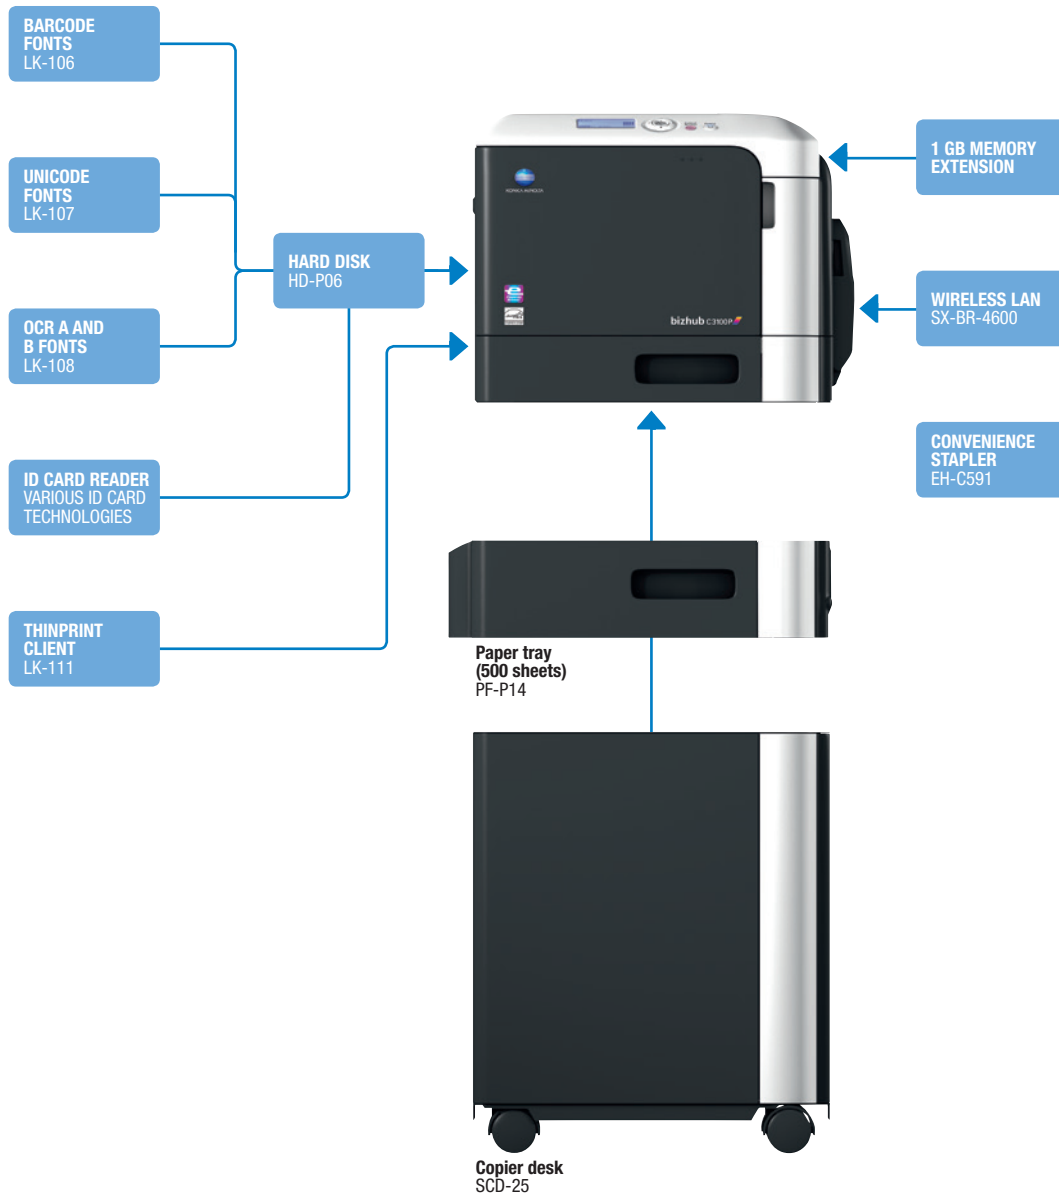 BARCODE
FONTS
LK-106
UNICODE
FONTS
LK-107
OCR A AND
B FONTS
LK-108
ID CARD READER
VARIOUS ID CARD
TECHNOLOGIES
THINPRINT
CLIENT
LK-111
HARD DISK
HD-P06
KONICA MINOLTA
bizhub C3100P
1 GB MEMORY
EXTENSION
WIRELESS LAN
SX-BR-4600
CONVENIENCE
STAPLER
EH-C591
Paper tray
(500 sheets)
PF-P14
Copier desk
SCD-25